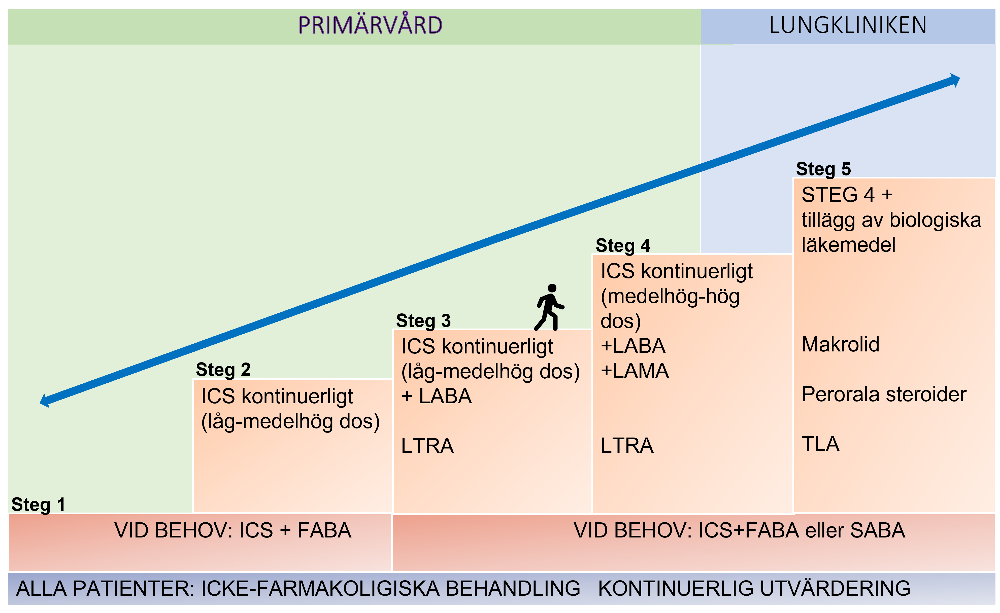 PRIMÄRVÅRD
LUNGKLINIKEN
Steg 1
Steg 2
ICS kontinuerligt
(låg-medelhög dos)
Steg 3
ICS kontinuerligt
(låg-medelhög dos)
+ LABA
LTRA
Steg 4
ICS kontinuerligt
(medelhög-hög
dos)
+LABA
+LAMA
LTRA
Steg 5
STEG 4 +
tillägg av biologiska
läkemedel
Makrolid
Perorala steroider
TLA
VID BEHOV: ICS + FABA
VID BEHOV: ICS+FABA eller SABA
ALLA PATIENTER: ICKE-FARMAKOLIGISKA BEHANDLING KONTINUERLIG UTVÄRDERING